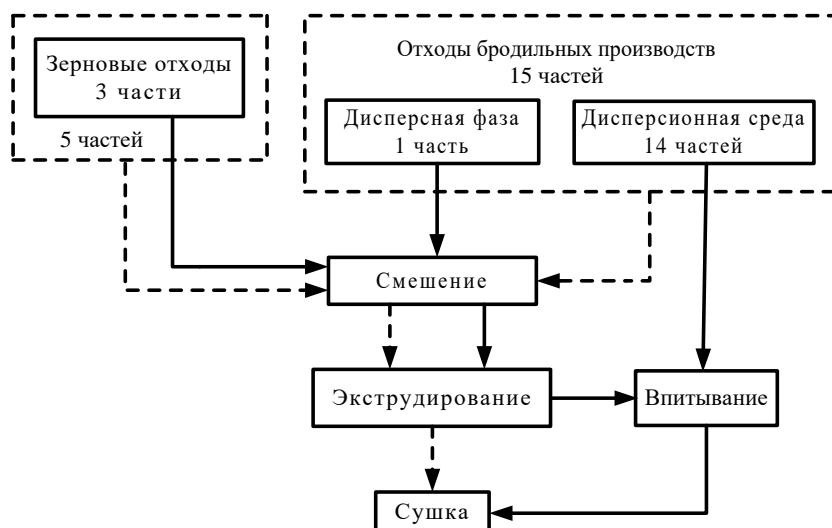 Зерновые отходы
3 части
5 частей
Отходы бродильных производств
15 частей
Дисперсная фаза
1 часть
Дисперсионная среда
14 частей
Смешение
Экструдирование
Впитывание
Сушка